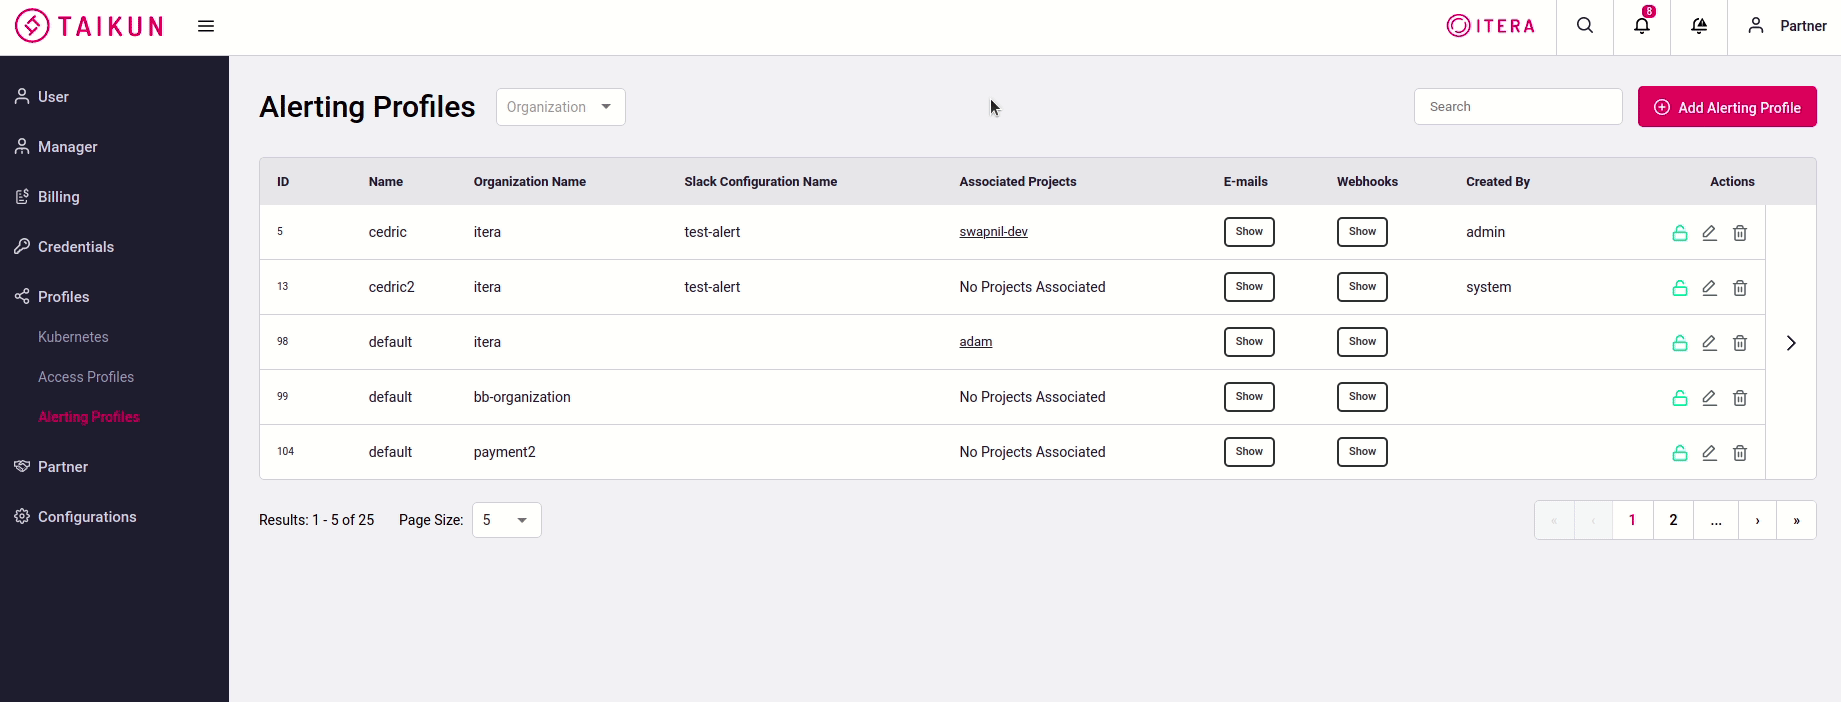 TAIKUN
ITERA
8
Partner
User
Manager
Billing
Credentials
Profiles
Kubernetes
Access Profiles
Alerting Profiles
Partner
Configurations
Alerting Profiles
Organization
Search
Add Alerting Profile
ID Name Organization Name Slack Configuration Name Associated Projects E-mails Webhooks Created By Actions
5 cedric itera test-alert swapnil-dev Show Show admin
13 cedric2 itera test-alert No Projects Associated Show Show system
98 default itera adam Show Show
99 default bb-organization No Projects Associated Show Show
104 default payment2 No Projects Associated Show Show
Results: 1 - 5 of 25 Page Size: 5
« ‹ 1 2 ... › »